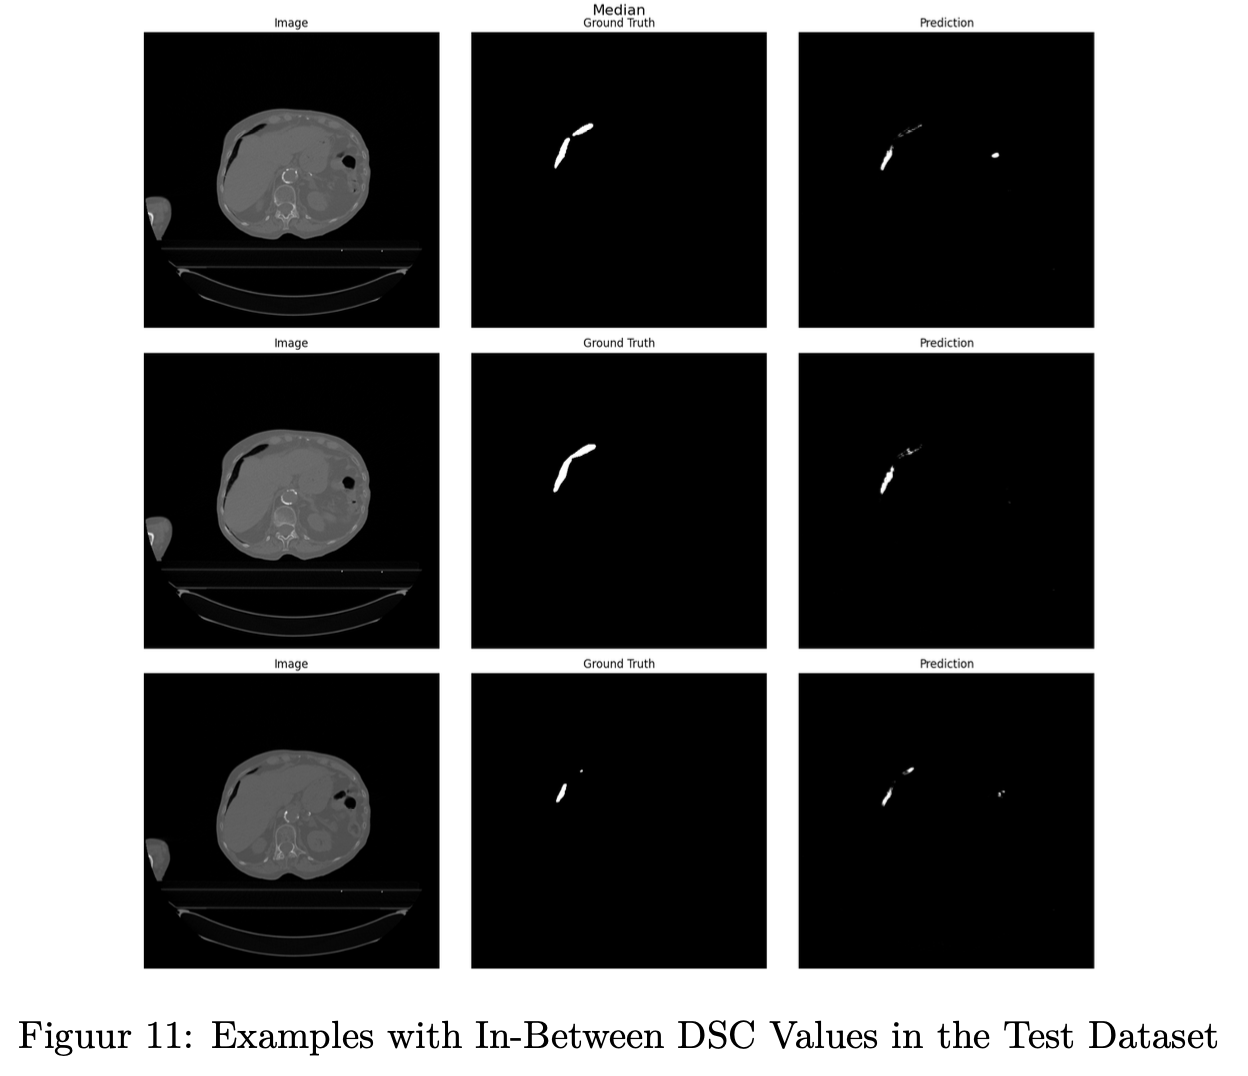 Median
Image
Ground Truth
Prediction
Image
Ground Truth
Prediction
Image
Ground Truth
Prediction
Figuur 11: Examples with In-Between DSC Values in the Test Dataset